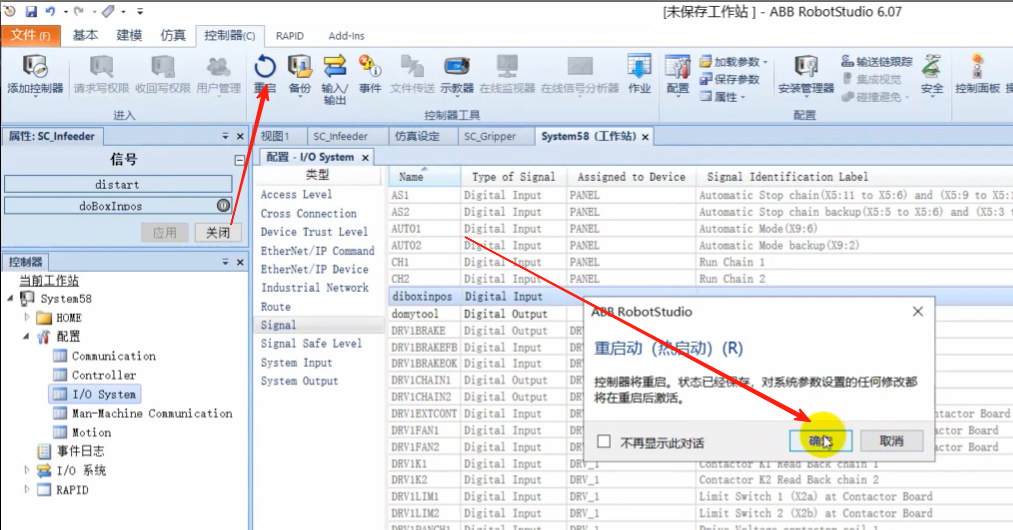 [未保存工作站] - ABB RobotStudio 6.07
文件(F) 基本 建模 仿真 控制器(C) RAPID Add-Ins
添加控制器 请求写权限 收回写权限 用户管理 重启 备份 输入/输出 事件 文件传送 示教器 在线监视器 在线信号分析器 作业 配置 加载参数 保存参数 属性 安装管理器 输送链跟踪 集成视觉 碰撞避免 安全 控制面板
进入 控制器工具 配置
属性: SC_Infeeder
信号
distart
doBoxInpos
应用 关闭
控制器
当前工作站
System58
HOME
配置
Communication
Controller
I/O System
Man-Machine Communication
Motion
事件日志
I/O 系统
RAPID
视图1 SC_Infeeder 仿真设定 SC_Gripper System58 (工作站)
配置 - I/O System
类型
Access Level
Cross Connection
Device Trust Level
EtherNet/IP Command
EtherNet/IP Device
Industrial Network
Route
Signal
Signal Safe Level
System Input
System Output
Name Type of Signal Assigned to Device Signal Identification Label
AS1 Digital Input PANEL Automatic Stop chain(X5:11 to X5:6) and (X5:9 to X5:
AS2 Digital Input PANEL Automatic Stop chain backup(X5:5 to X5:6) and (X5:3 t
AUTO1 Digital Input PANEL Automatic Mode(X9:6)
AUTO2 Digital Input PANEL Automatic Mode backup(X9:2)
CH1 Digital Input PANEL Run Chain 1
CH2 Digital Input PANEL Run Chain 2
diboxinpos Digital Input
domytool Digital Output
DRV1BRAKE Digital Output
DRV1BRAKEFB Digital Input
DRV1BRAKEOK Digital Input
DRV1CHAIN1 Digital Output
DRV1CHAIN2 Digital Output
DRV1EXTCONT Digital Input ntactor Board
DRV1FAN1 Digital Input actor Board
DRV1FAN2 Digital Input actor Board
DRV1K1 Digital Input DRV_1 Contactor K1 Read Back chain 1
DRV1K2 Digital Input DRV_1 Contactor K2 Read Back chain 2
DRV1LIM1 Digital Input DRV_1 Limit Switch 1 (X2a) at Contactor Board
DRV1LIM2 Digital Input DRV_1 Limit Switch 2 (X2b) at Contactor Board
ABB RobotStudio
重启动（热启动）(R)
控制器将重启。状态已经保存，对系统参数设置的任何修改都
将在重启后激活。
不再显示此对话
确定 取消